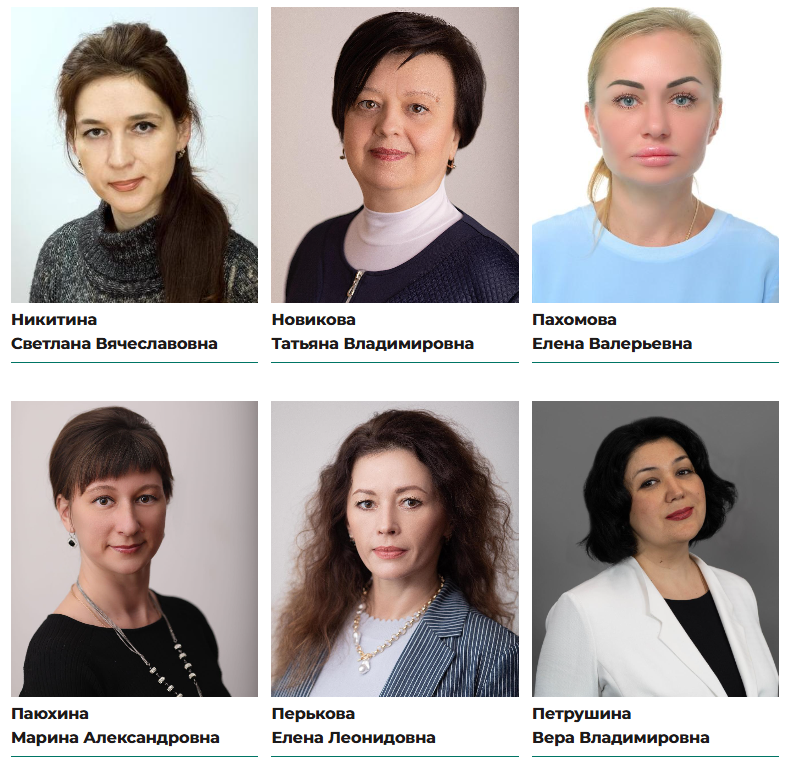 Никитина
Светлана Вячеславовна
Новикова
Татьяна Владимировна
Пахомова
Елена Валерьевна
Паюхина
Марина Александровна
Перькова
Елена Леонидовна
Петрушина
Вера Владимировна